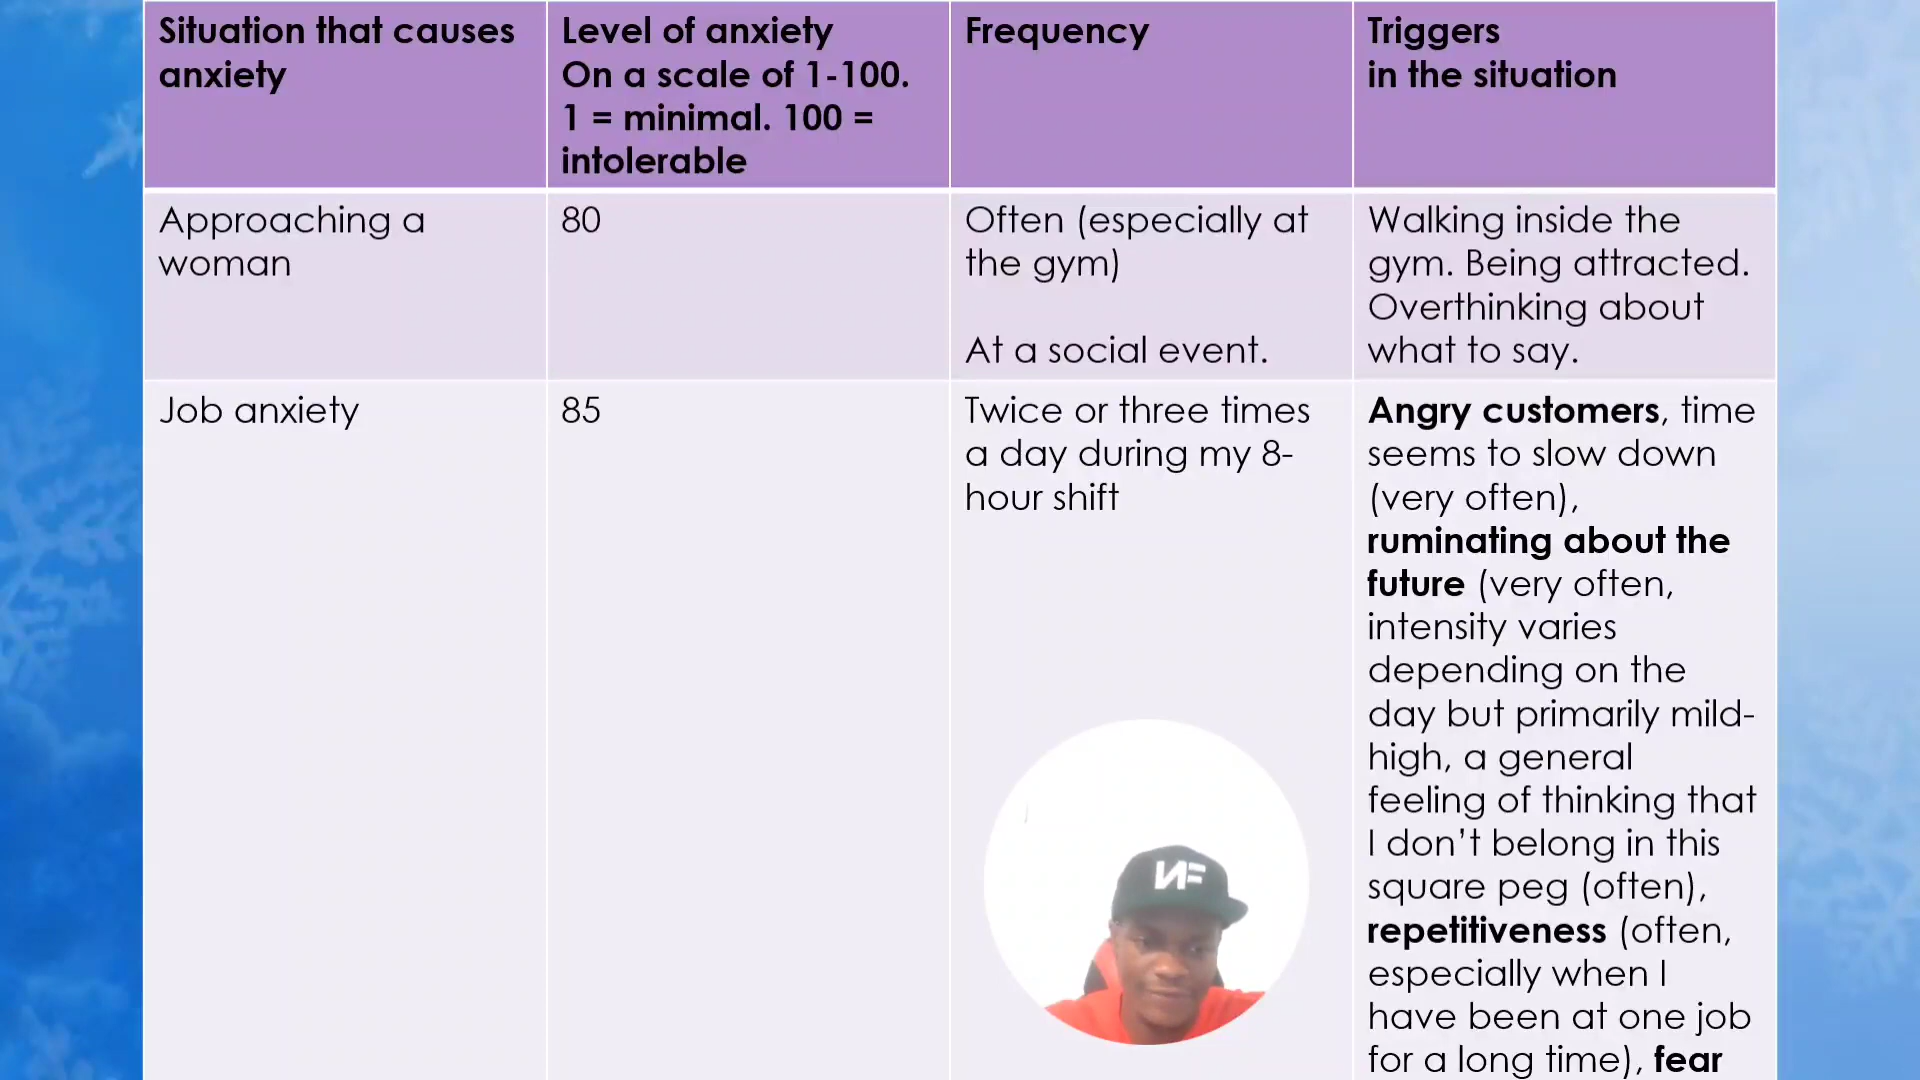 Situation that causes
anxiety
Level of anxiety
On a scale of 1-100.
1 = minimal. 100 =
intolerable
Frequency
Triggers
in the situation
Approaching a
woman
80
Often (especially at
the gym)
At a social event.
Walking inside the
gym. Being attracted.
Overthinking about
what to say.
Job anxiety
85
Twice or three times
a day during my 8-
hour shift
Angry customers, time
seems to slow down
(very often),
ruminating about the
future (very often,
intensity varies
depending on the
day but primarily mild-
high, a general
feeling of thinking that
I don’t belong in this
square peg (often),
repetitiveness (often,
especially when I
have been at one job
for a long time), fear